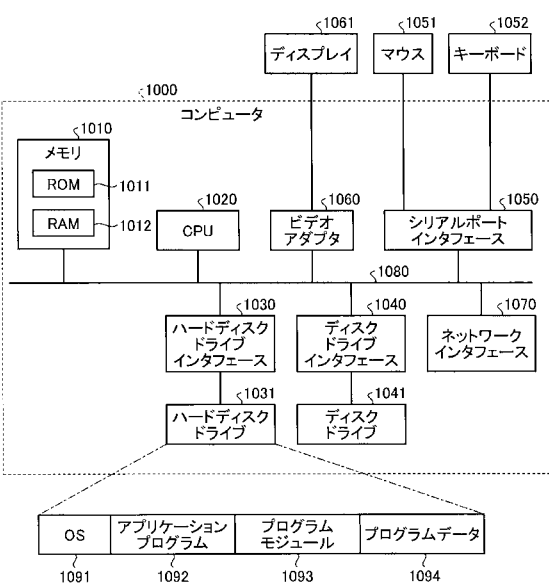 1061
1051
1052
ディスプレイ
マウス
キーボード
1000
コンピュータ
1010
メモリ
ROM
1011
RAM
1012
1020
CPU
1060
ビデオ
アダプタ
1050
シリアルポート
インタフェース
1080
1030
ハードディスク
ドライブ
インタフェース
1040
ディスク
ドライブ
インタフェース
1070
ネットワーク
インタフェース
1031
ハードディスク
ドライブ
1041
ディスク
ドライブ
OS
アプリケーション
プログラム
プログラム
モジュール
プログラムデータ
1091
1092
1093
1094